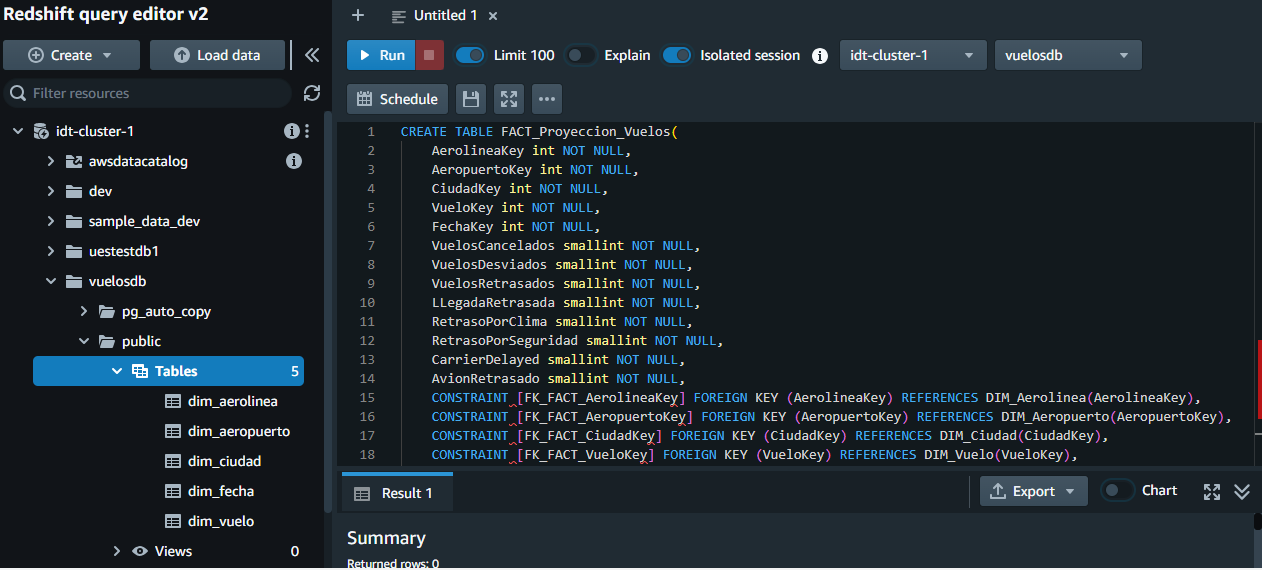 Redshift query editor v2
Create
Load data
Filter resources
idt-cluster-1
awsdatacatalog
dev
sample_data_dev
uestestdb1
vuelosdb
pg_auto_copy
public
Tables 5
dim_aerolinea
dim_aeropuerto
dim_ciudad
dim_fecha
dim_vuelo
Views 0
Untitled 1
Run
Limit 100
Explain
Isolated session
idt-cluster-1
vuelosdb
Schedule
1 CREATE TABLE FACT_Proyeccion_Vuelos(
2 AerolineaKey int NOT NULL,
3 AeropuertoKey int NOT NULL,
4 CiudadKey int NOT NULL,
5 VueloKey int NOT NULL,
6 FechaKey int NOT NULL,
7 VuelosCancelados smallint NOT NULL,
8 VuelosDesviados smallint NOT NULL,
9 VuelosRetrasados smallint NOT NULL,
10 LLegadaRetrasada smallint NOT NULL,
11 RetrasoPorClima smallint NOT NULL,
12 RetrasoPorSeguridad smallint NOT NULL,
13 CarrierDelayed smallint NOT NULL,
14 AvionRetrasado smallint NOT NULL,
15 CONSTRAINT [FK_FACT_AerolineaKey] FOREIGN KEY (AerolineaKey) REFERENCES DIM_Aerolinea(AerolineaKey),
16 CONSTRAINT [FK_FACT_AeropuertoKey] FOREIGN KEY (AeropuertoKey) REFERENCES DIM_Aeropuerto(AeropuertoKey),
17 CONSTRAINT [FK_FACT_CiudadKey] FOREIGN KEY (CiudadKey) REFERENCES DIM_Ciudad(CiudadKey),
18 CONSTRAINT [FK_FACT_VueloKey] FOREIGN KEY (VueloKey) REFERENCES DIM_Vuelo(VueloKey),
Result 1
Export
Chart
Summary
Returned rows: 0